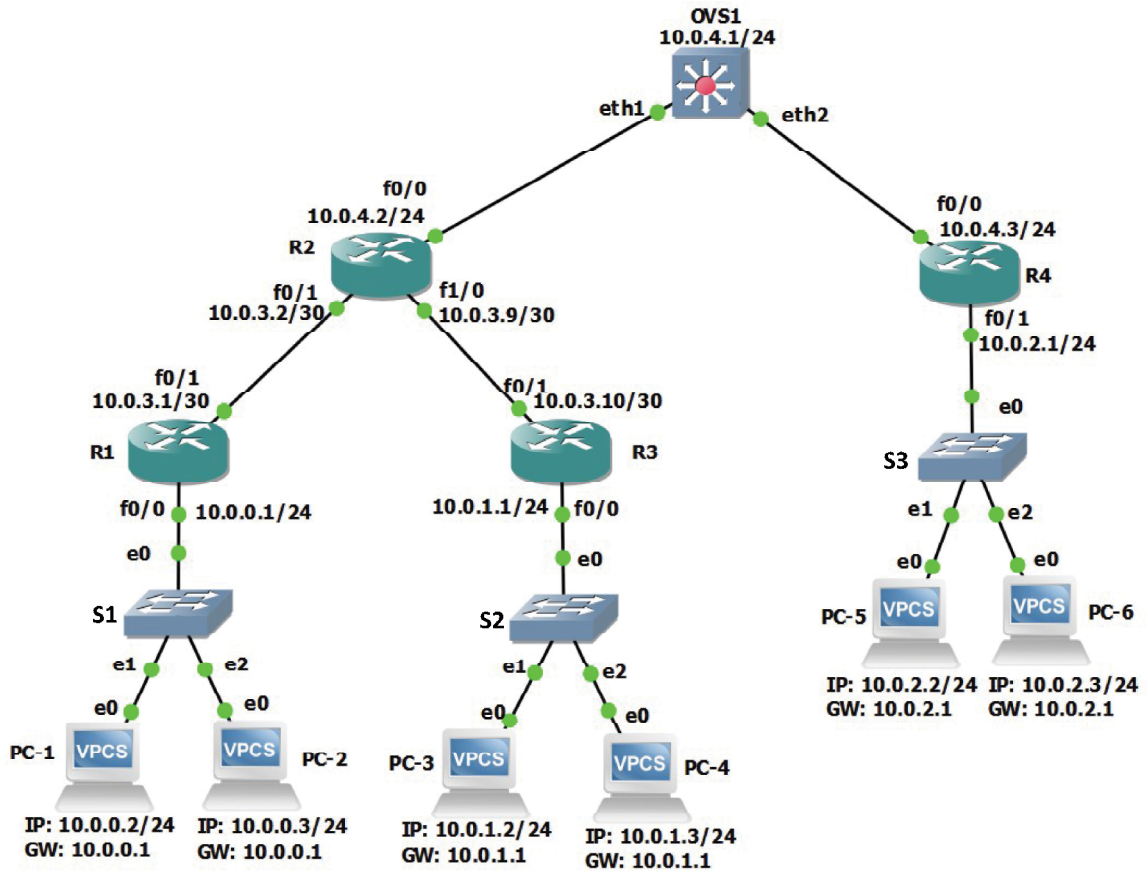 OVS1
10.0.4.1/24
eth1
eth2
f0/0
10.0.4.2/24
R2
f0/1
10.0.3.2/30
f1/0
10.0.3.9/30
f0/0
10.0.4.3/24
R4
f0/1
10.0.2.1/24
f0/1
10.0.3.1/30
R1
f0/1
10.0.3.10/30
R3
e0
S3
e1
e2
e0
e0
f0/0
10.0.0.1/24
e0
S1
e1
e2
e0
e0
10.0.1.1/24
f0/0
e0
S2
e1
e2
e0
e0
PC-5
VPCS
VPCS
PC-6
IP: 10.0.2.2/24
GW: 10.0.2.1
IP: 10.0.2.3/24
GW: 10.0.2.1
PC-1
VPCS
VPCS
PC-2
IP: 10.0.0.2/24
GW: 10.0.0.1
IP: 10.0.0.3/24
GW: 10.0.0.1
PC-3
VPCS
VPCS
PC-4
IP: 10.0.1.2/24
GW: 10.0.1.1
IP: 10.0.1.3/24
GW: 10.0.1.1